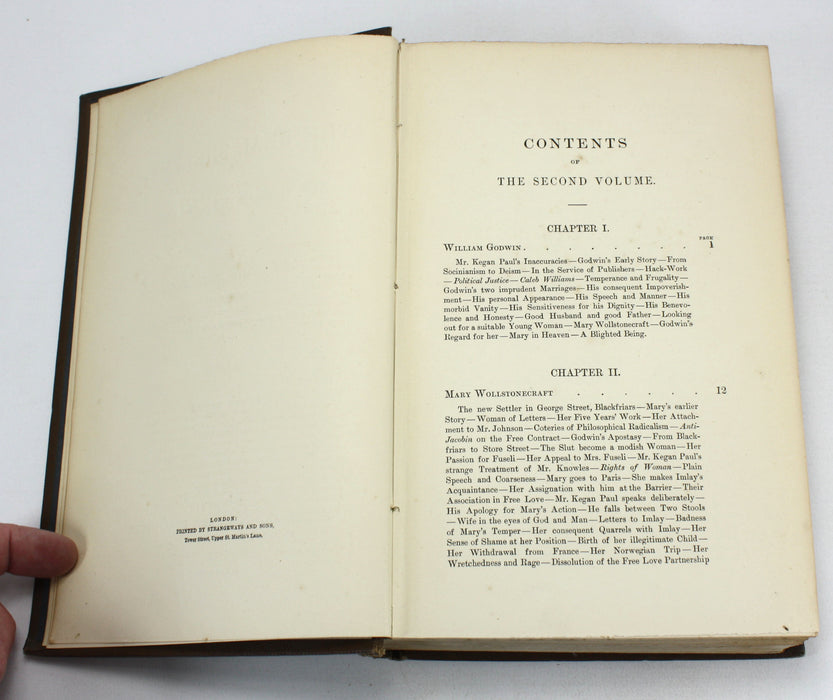 LONDON:
PRINTED BY STRANGEWAYS AND SONS,
Tower Street, Upper St. Martin's Lane.
CONTENTS
OF
THE SECOND VOLUME.
CHAPTER I.
PAGE
WILLIAM GODWIN . . . . . . . 1
Mr. Kegan Paul's Inaccuracies—Godwin's Early Story—From
Socinianism to Deism—In the Service of Publishers—Hack-Work
—Political Justice—Caleb Williams—Temperance and Frugality—
Godwin's two imprudent Marriages—His consequent Impoverish-
ment—His personal Appearance—His Speech and Manner—His
morbid Vanity—His Sensitiveness for his Dignity—His Benevo-
lence and Honesty—Good Husband and good Father—Looking
out for a suitable Young Woman—Mary Wollstonecraft—Godwin's
Regard for her—Mary in Heaven—A Blighted Being.
CHAPTER II.
MARY WOLLSTONECRAFT . . . . . . 12
The new Settler in George Street, Blackfriars—Mary's earlier
Story—Woman of Letters—Her Five Years' Work—Her Attach-
ment to Mr. Johnson—Coteries of Philosophical Radicalism—Anti-
Jacobin on the Free Contract—Godwin's Apostasy—From Black-
friars to Store Street—The Slut become a modish Woman—Her
Passion for Fuseli—Her Appeal to Mrs. Fuseli—Mr. Kegan Paul's
strange Treatment of Mr. Knowles—Rights of Woman—Plain
Speech and Coarseness—Mary goes to Paris—She makes Imlay's
Acquaintance—Her Assignation with him at the Barrier—Their
Association in Free Love—Mr. Kegan Paul speaks deliberately—
His Apology for Mary's Action—He falls between Two Stools
—Wife in the eyes of God and Man—Letters to Imlay—Badness
of Mary's Temper—Her consequent Quarrels with Imlay—Her
Sense of Shame at her Position—Birth of her illegitimate Child—
Her Withdrawal from France—Her Norwegian Trip—Her
Wretchedness and Rage—Dissolution of the Free Love Partnership